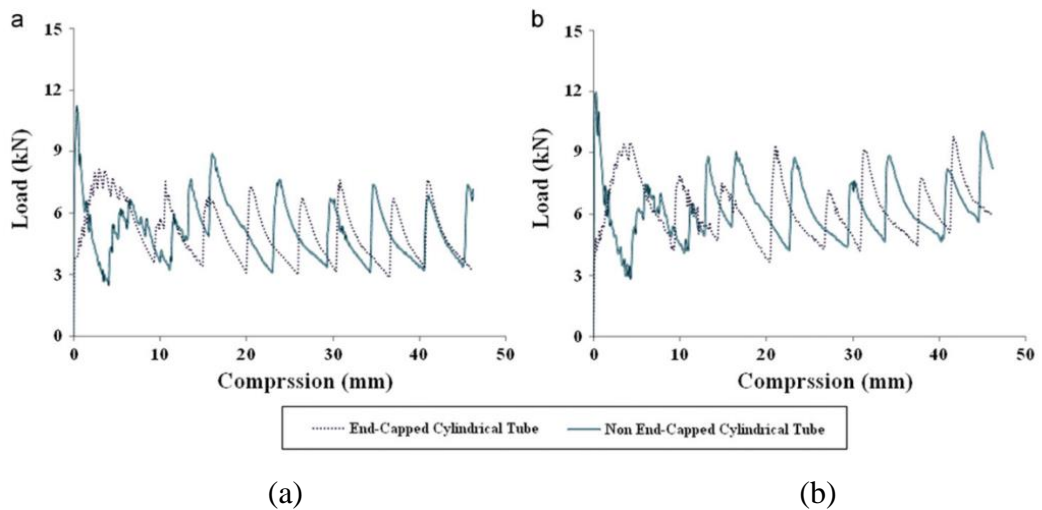 a
15
12
9
6
3
0
Load (kN)
0 10 20 30 40 50
Comprssion (mm)
b
15
12
9
6
3
0
Load (kN)
0 10 20 30 40 50
Comprssion (mm)
End-Capped Cylindrical Tube Non End-Capped Cylindrical Tube
(a) (b)